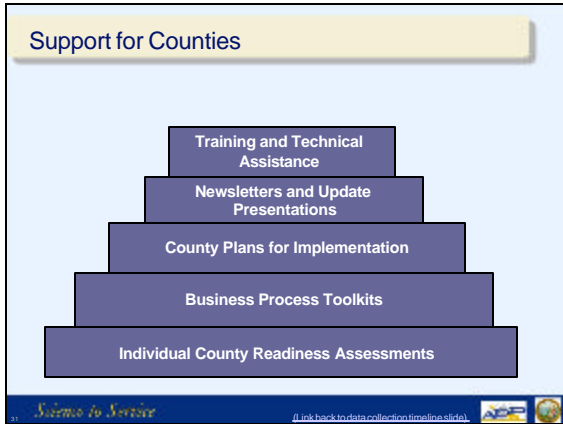 Support for Counties
Training and Technical
Assistance
Newsletters and Update
Presentations
County Plans for Implementation
Business Process Toolkits
Individual County Readiness Assessments
Science to Service
(Link back to data collection timeline slide)
ADP